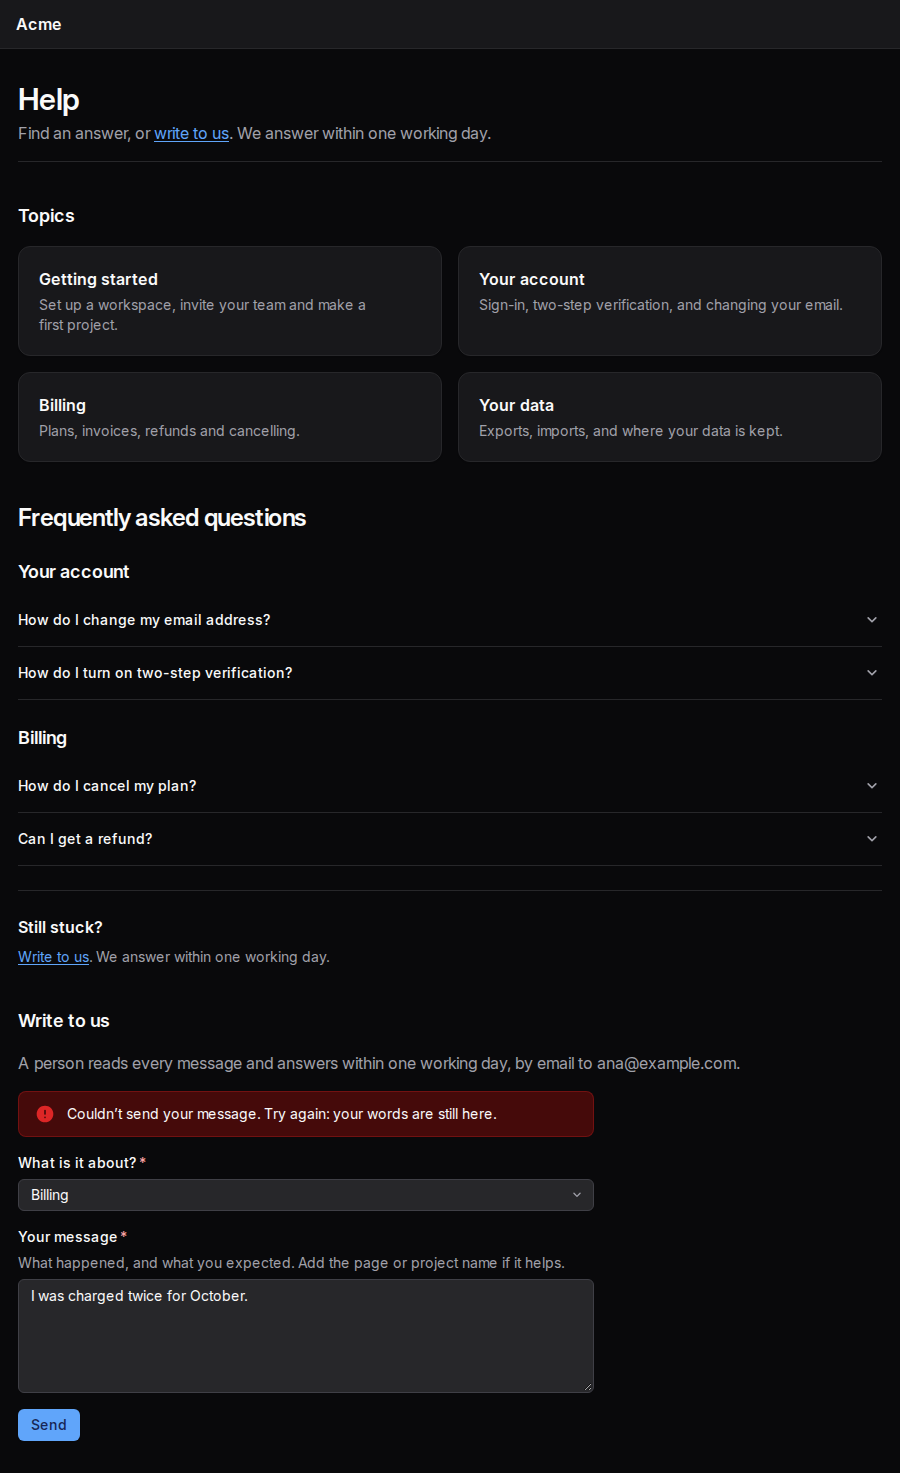 Acme
Help
Find an answer, or write to us. We answer within one working day.
Topics
Getting started
Set up a workspace, invite your team and make a
first project.
Your account
Sign-in, two-step verification, and changing your email.
Billing
Plans, invoices, refunds and cancelling.
Your data
Exports, imports, and where your data is kept.
Frequently asked questions
Your account
How do I change my email address?
How do I turn on two-step verification?
Billing
How do I cancel my plan?
Can I get a refund?
Still stuck?
Write to us. We answer within one working day.
Write to us
A person reads every message and answers within one working day, by email to ana@example.com.
Couldn’t send your message. Try again: your words are still here.
What is it about? *
Billing
Your message *
What happened, and what you expected. Add the page or project name if it helps.
I was charged twice for October.
Send